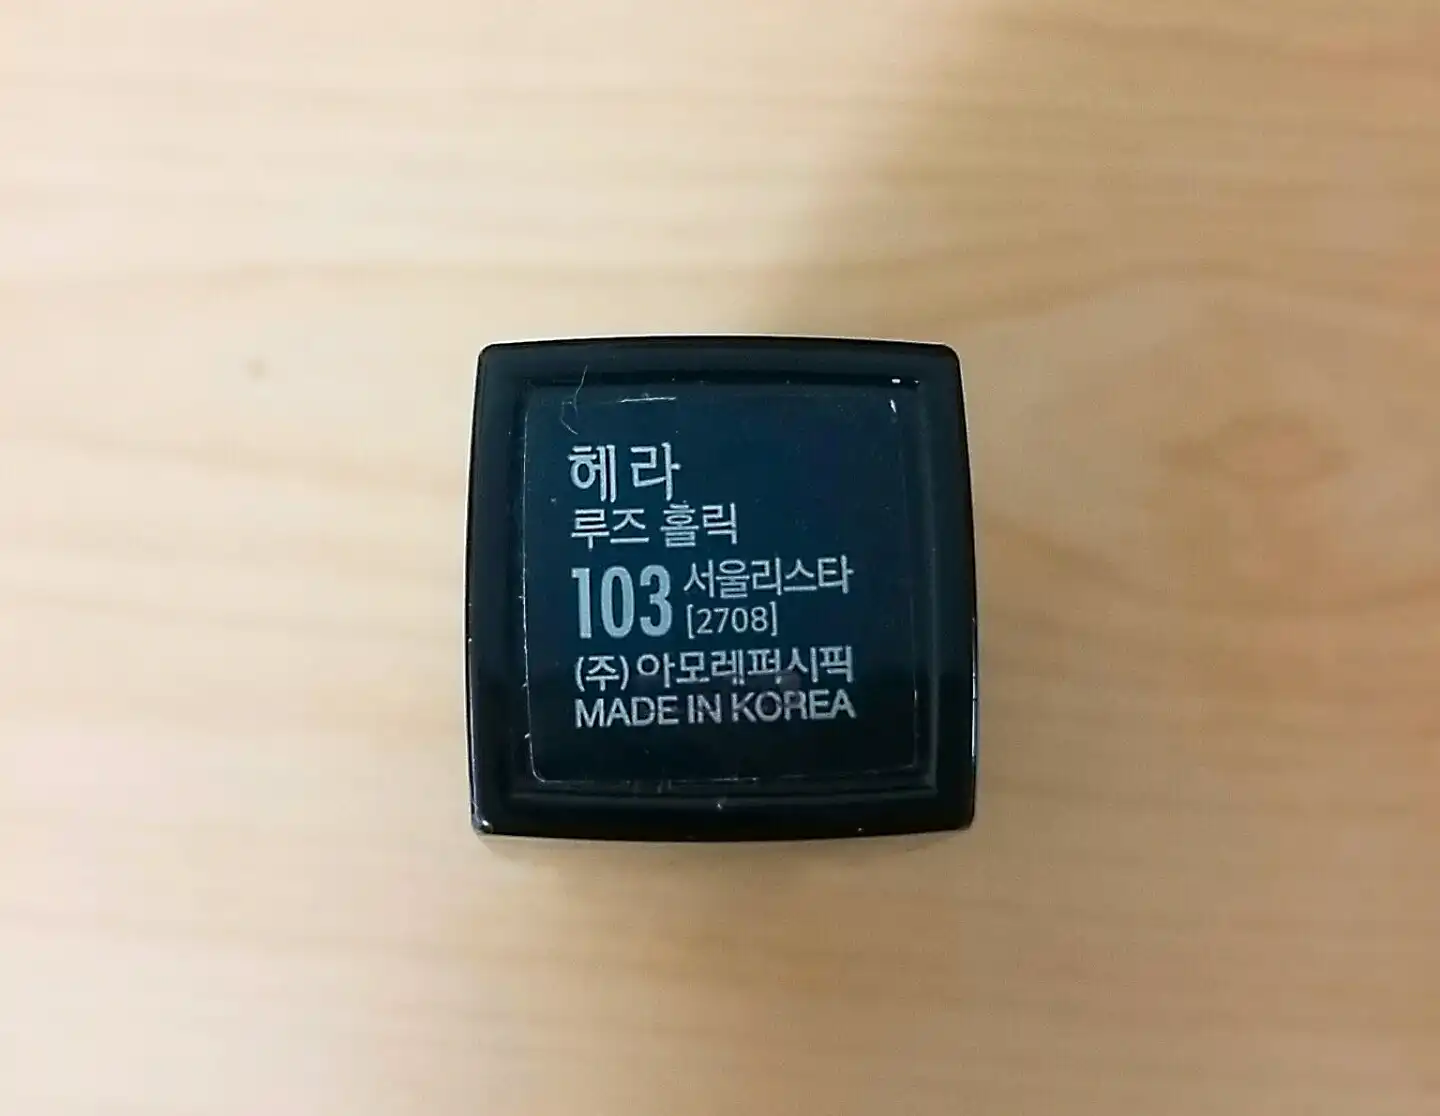 헤라
루즈 홀릭
103 서울리스타
[2708]
(주) 아모레퍼시픽
MADE IN KOREA